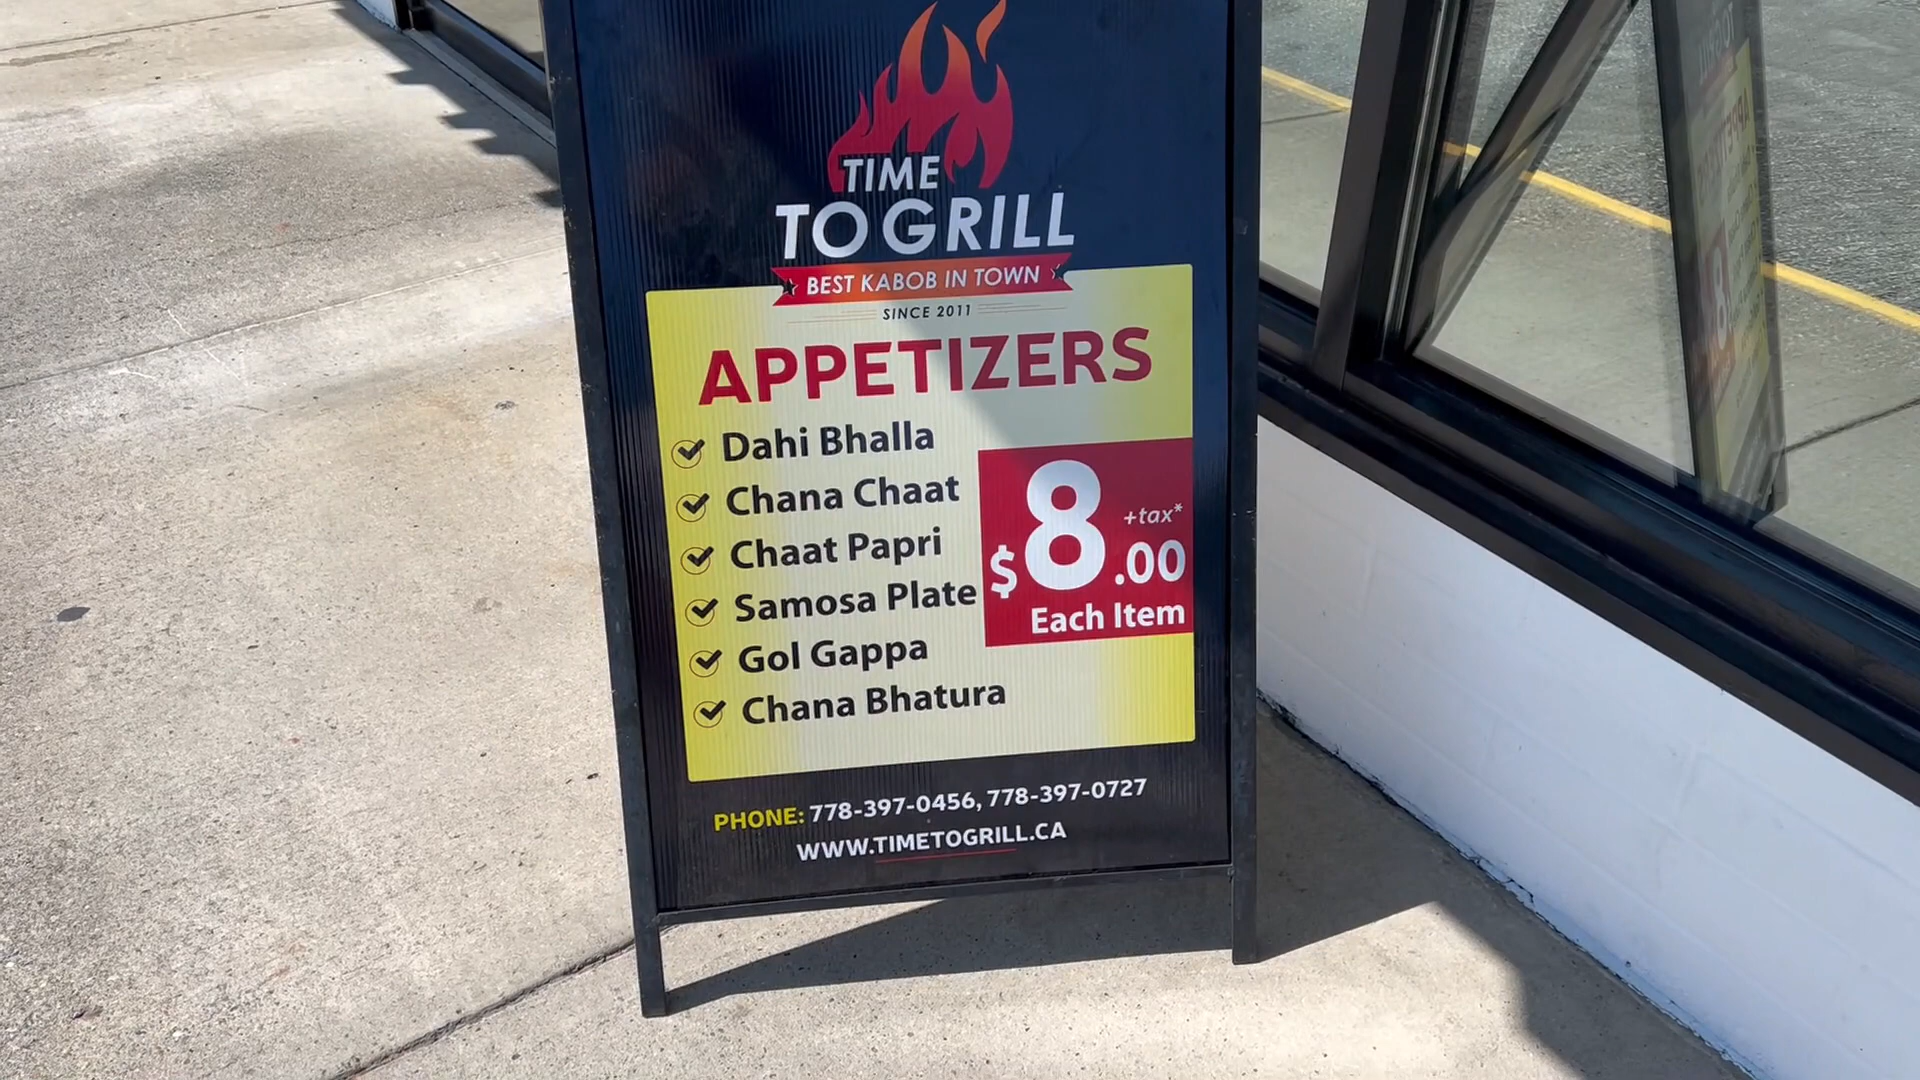 TIME
TO GRILL
BEST KABOB IN TOWN
SINCE 2011
APPETIZERS
Dahi Bhalla
Chana Chaat
Chaat Papri
Samosa Plate
Gol Gappa
Chana Bhatura
$8.00 +tax*
Each Item
PHONE: 778-397-0456, 778-397-0727
WWW.TIMETOGRILL.CA